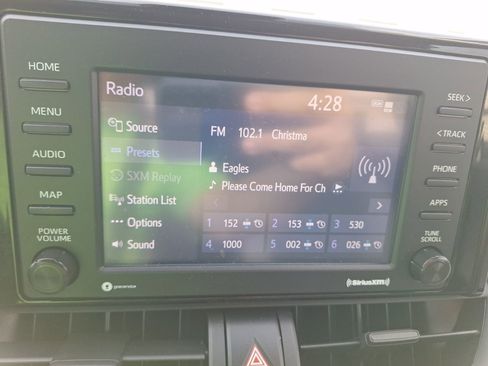 HOME
MENU
AUDIO
MAP
POWER
VOLUME
Radio
4:28
Source
Presets
SXM Replay
Station List
Options
Sound
FM 102.1 Christma
Eagles
Please Come Home For Ch
1 152 2 153 3 530
4 1000 5 002 6 026
SEEK >
< TRACK
PHONE
APPS
TUNE
SCROLL
((SiriusXM))